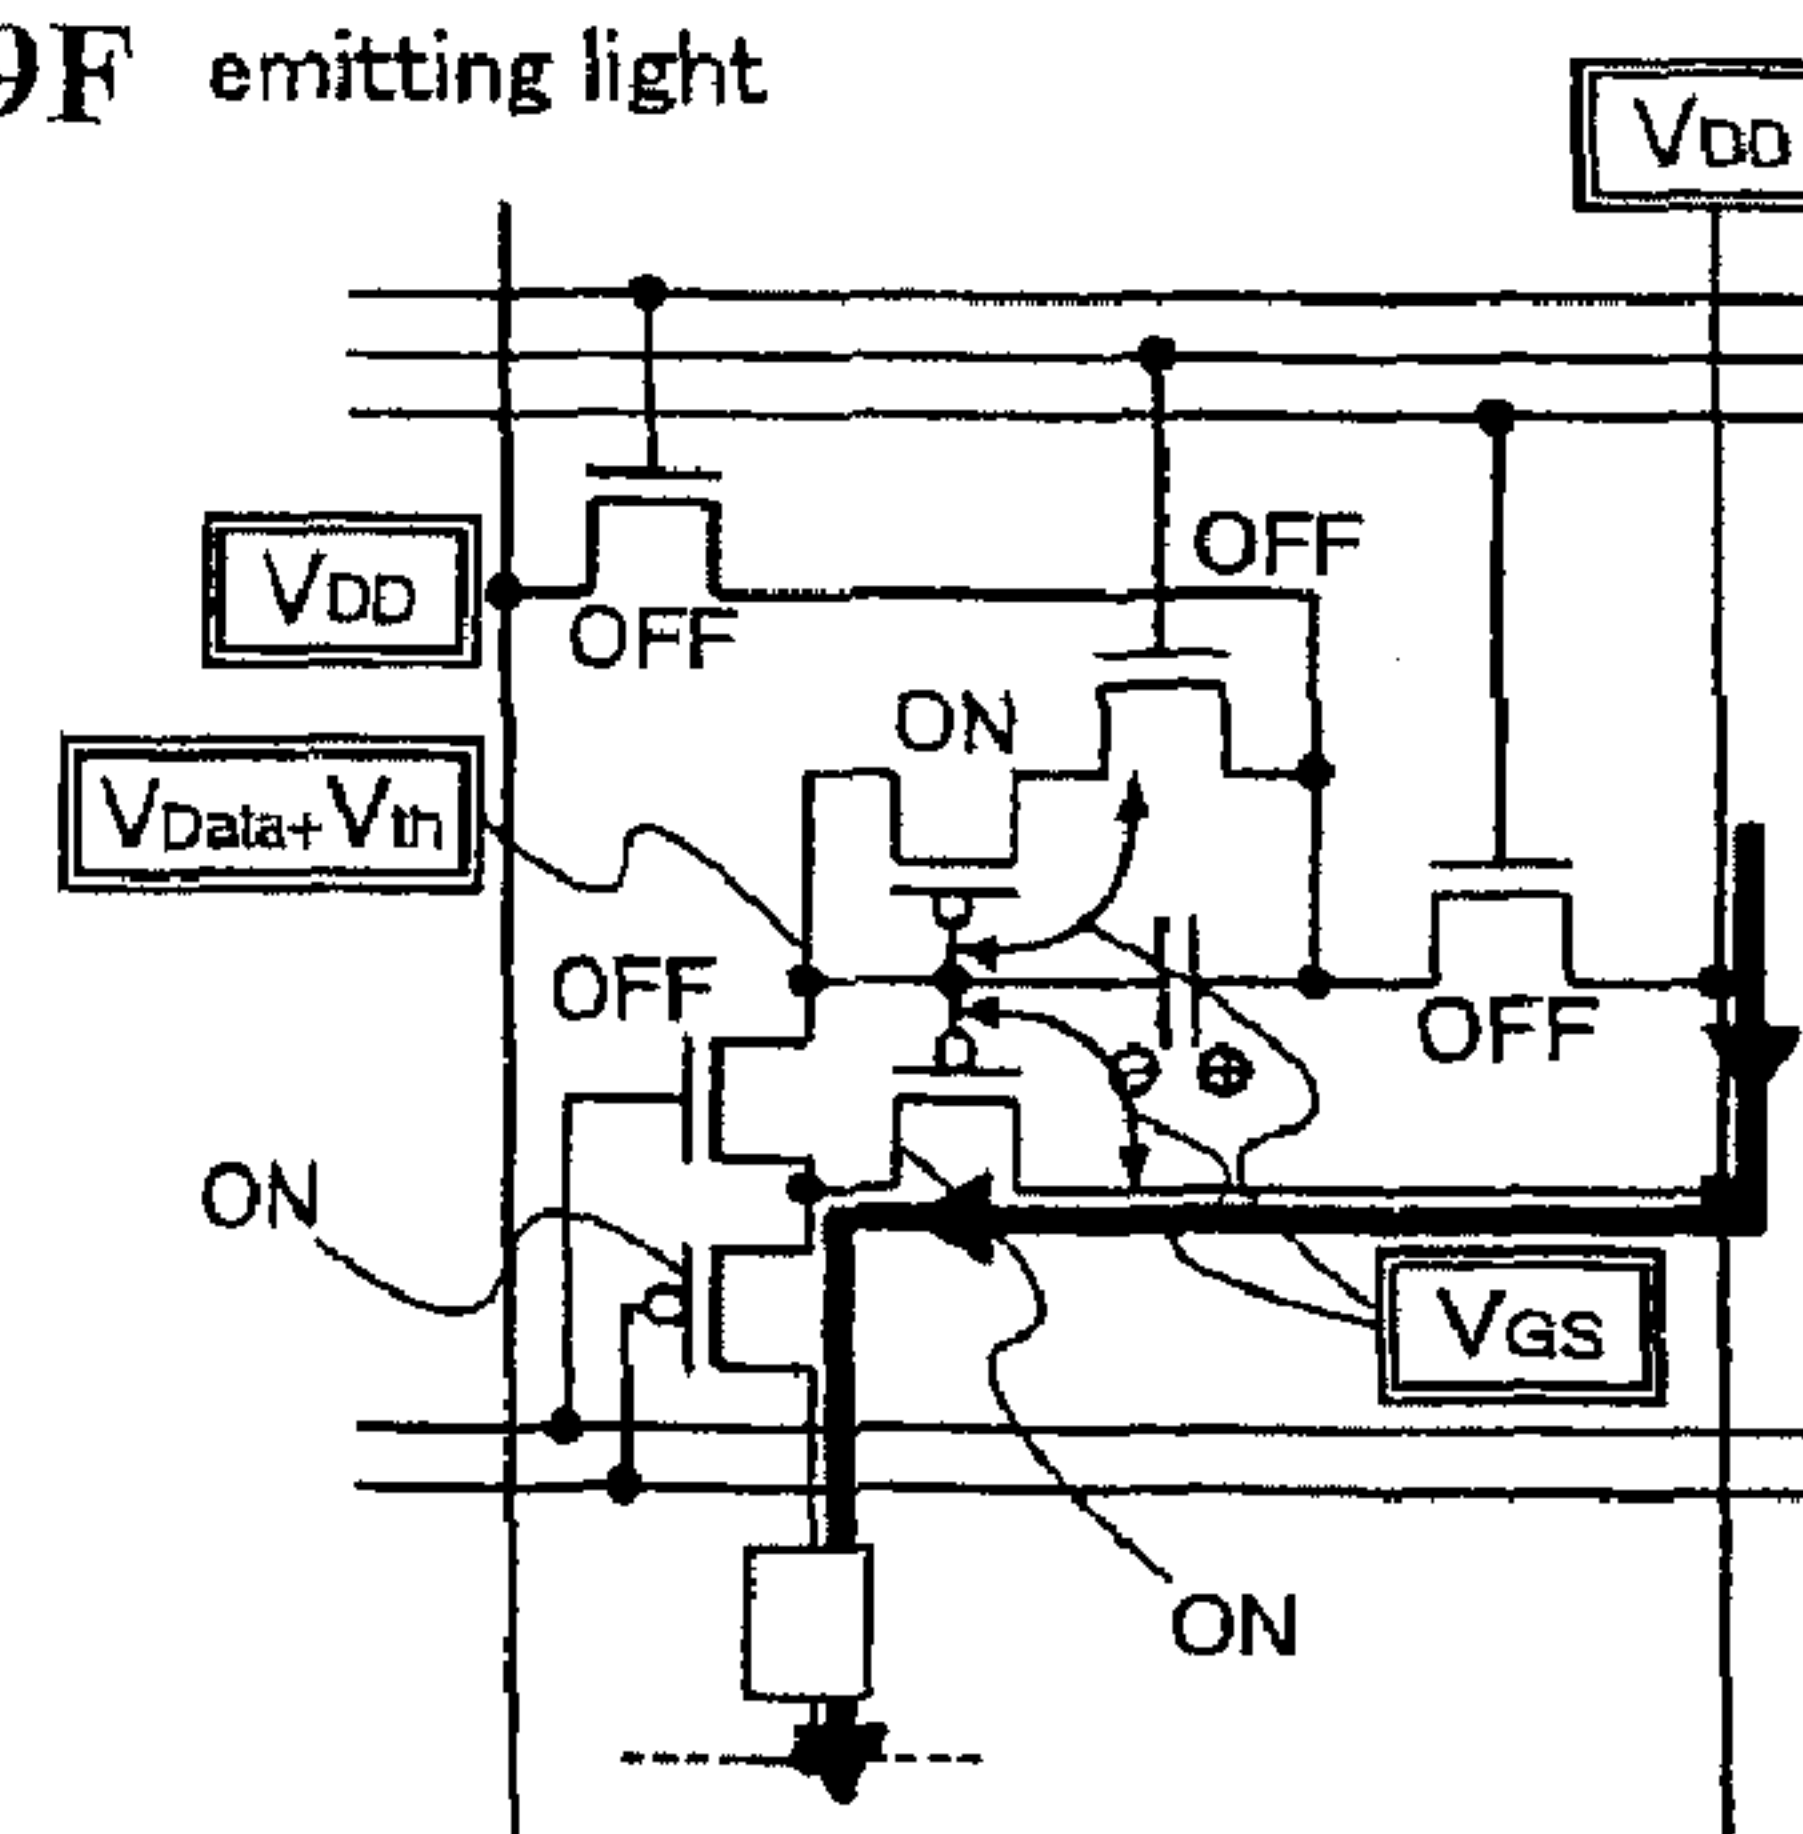 9F emitting light
VDD
VDD
OFF
OFF
ON
VData+Vth
OFF
OFF
ON
VGS
ON